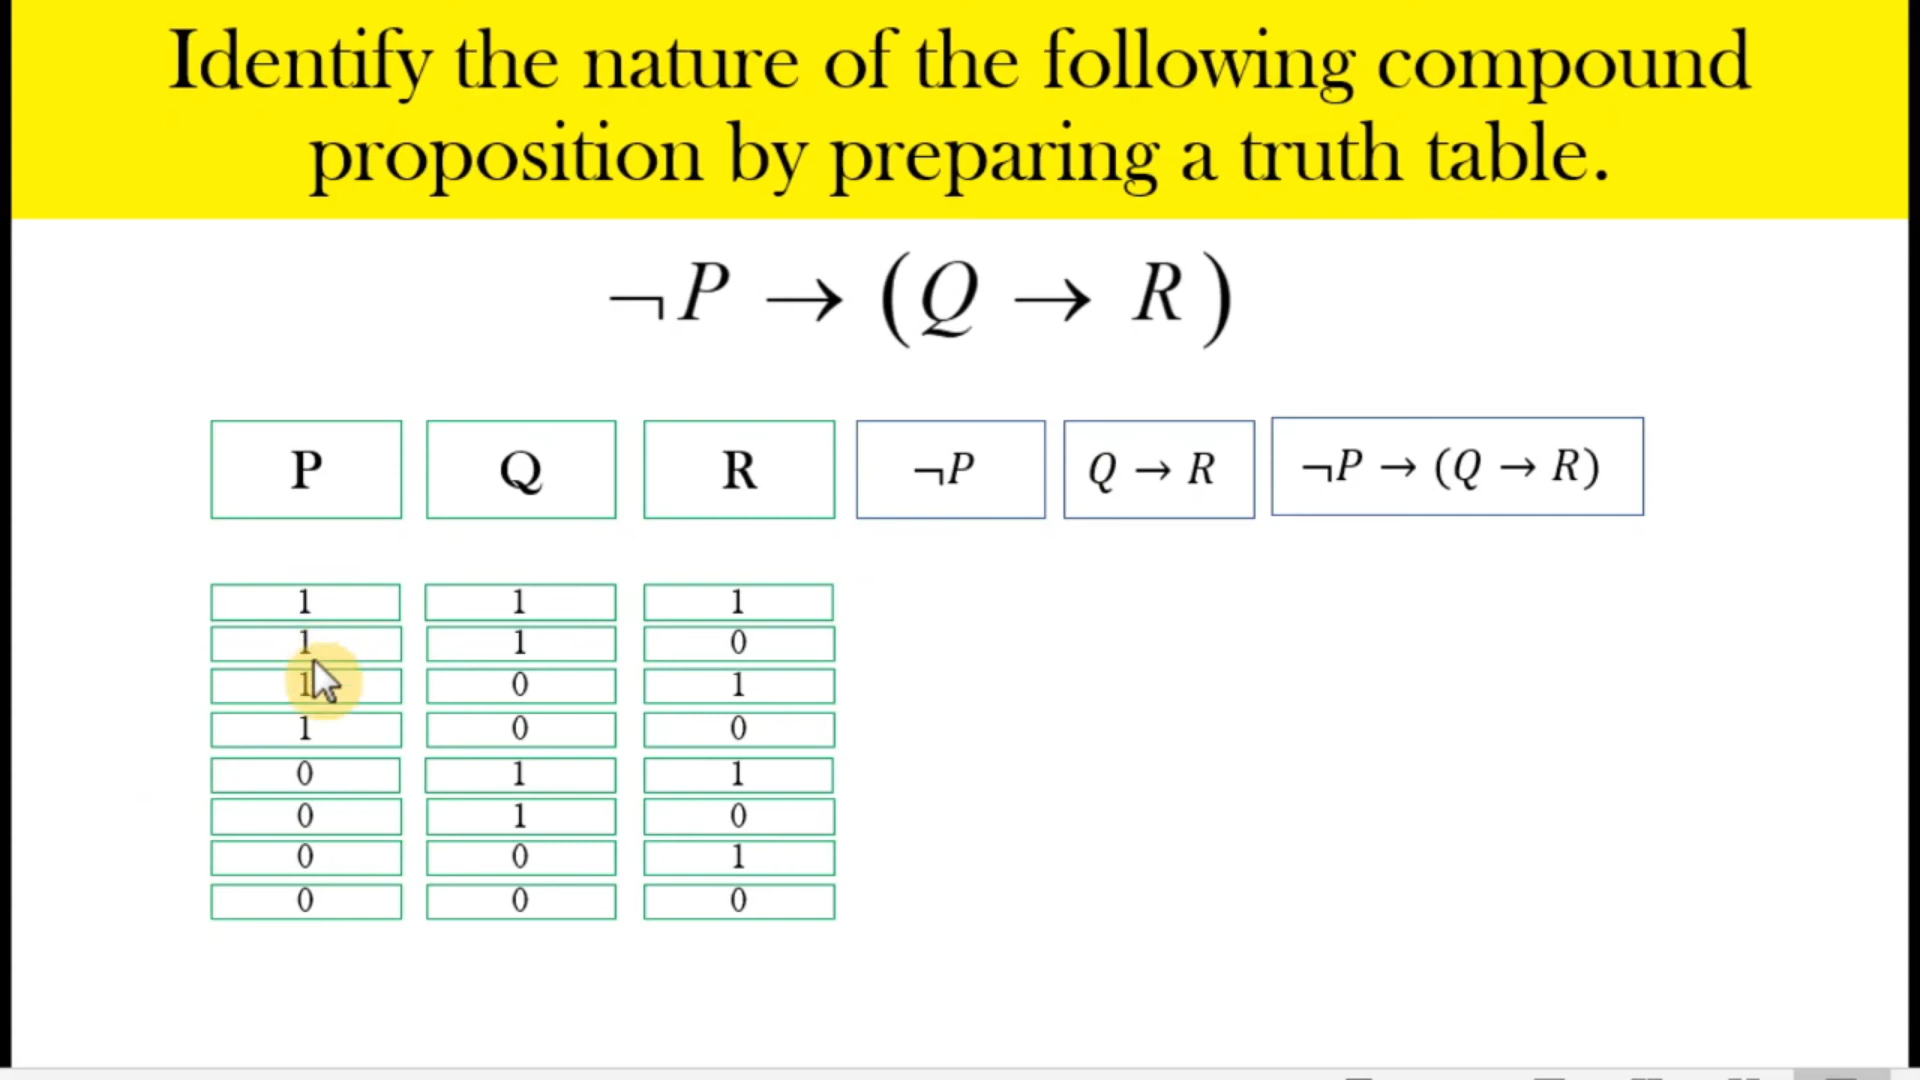 Identify the nature of the following compound
proposition by preparing a truth table.
¬P → (Q → R)
P Q R ¬P Q → R ¬P → (Q → R)
1 1 1
1 1 0
1 0 1
1 0 0
0 1 1
0 1 0
0 0 1
0 0 0